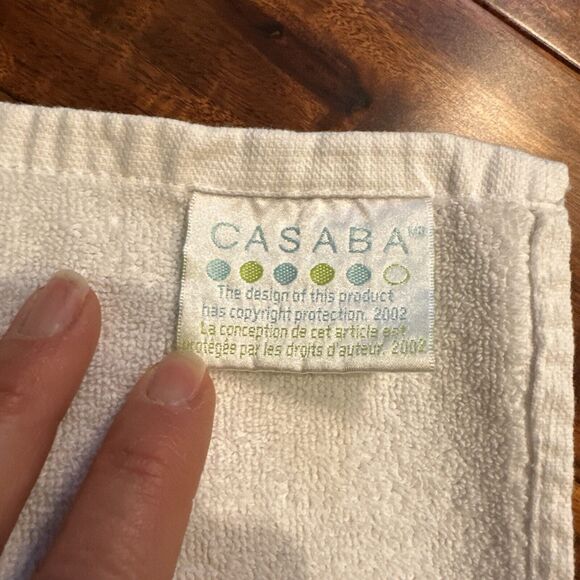 CASABA
The design of this product
has copyright protection. 2002
La conception de cet article est
protégée par les droits d'auteur. 2002